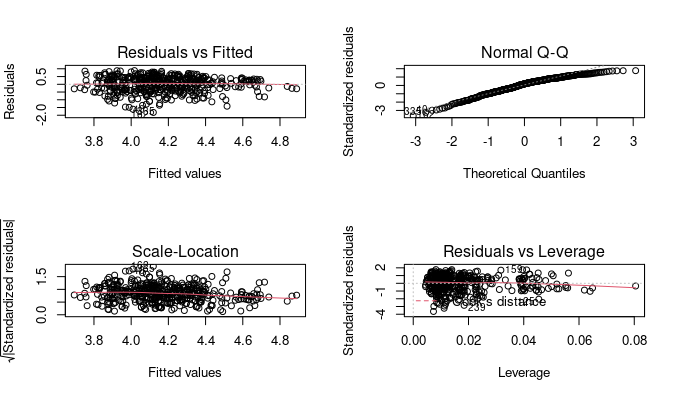 Residuals vs Fitted
Residuals
-2.0 0.5
3.8 4.0 4.2 4.4 4.6 4.8
Fitted values
Normal Q-Q
Standardized residuals
-3 0
-3 -2 -1 0 1 2 3
Theoretical Quantiles
Scale-Location
√|Standardized residuals|
0.0 1.5
3.8 4.0 4.2 4.4 4.6 4.8
Fitted values
Residuals vs Leverage
Standardized residuals
-4 -1 2
159
239
Cook's distance
0.00 0.02 0.04 0.06 0.08
Leverage